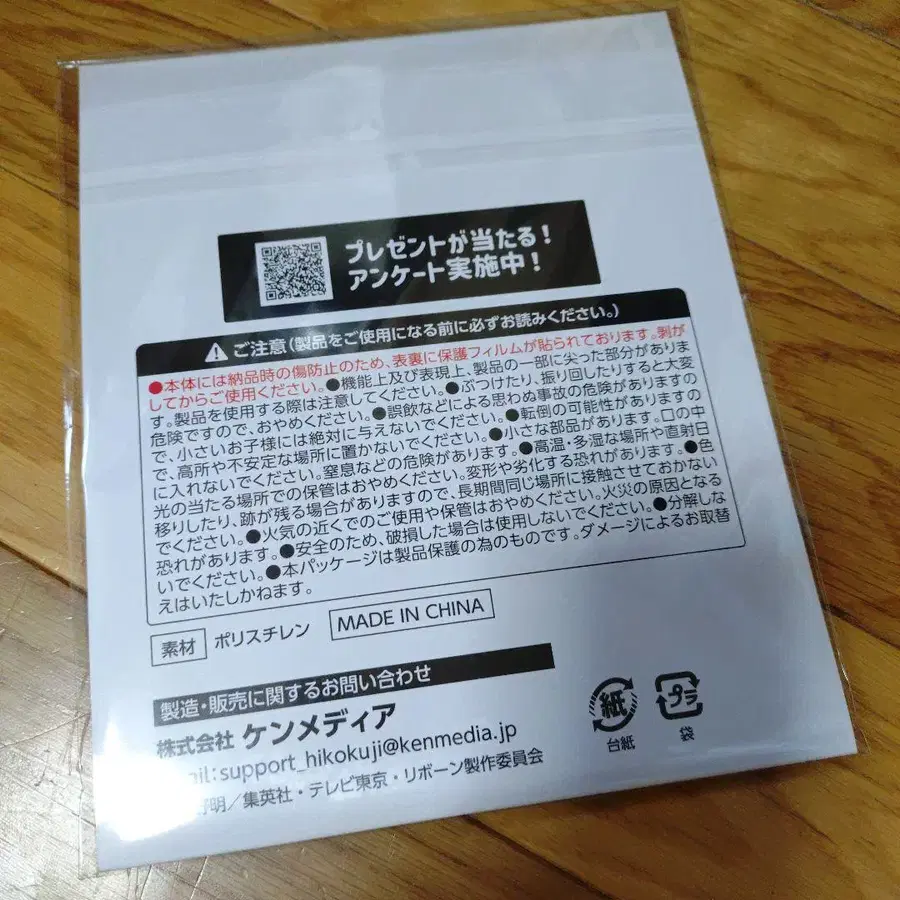 プレゼントが当たる!
アンケート実施中!
ご注意(製品をご使用になる前に必ずお読みください。)
●本体には納品時の傷防止のため、表裏に保護フィルムが貼られております。剥が
してからご使用ください。●機能上及び表現上、製品の一部に尖った部分がありま
す。製品を使用する際は注意してください。●ぶつけたり、振り回したりすると大変
危険ですので、おやめください。●誤飲などによる思わぬ事故の危険がありますの
で、小さいお子様には絶対に与えないでください。●転倒の可能性がありますの
で、高所や不安定な場所に置かないでください。●小さな部品があります。口の中
に入れないでください。窒息などの危険があります。●高温・多湿な場所や直射日
光の当たる場所での保管はおやめください。変形や劣化する恐れがあります。●色
移りしたり、跡が残る場合がありますので、長期間同じ場所に接触させておかない
でください。●火気の近くでのご使用や保管はおやめください。火災の原因となる
恐れがあります。●安全のため、破損した場合は使用しないでください。●分解しな
いでください。●本パッケージは製品保護の為のものです。ダメージによるお取替
えはいたしかねます。
素材 ポリスチレン MADE IN CHINA
製造・販売に関するお問い合わせ
株式会社 ケンメディア
mail:support_hikokuji@kenmedia.jp
野明/集英社・テレビ東京・リボーン製作委員会
紙 プラ
台紙 袋